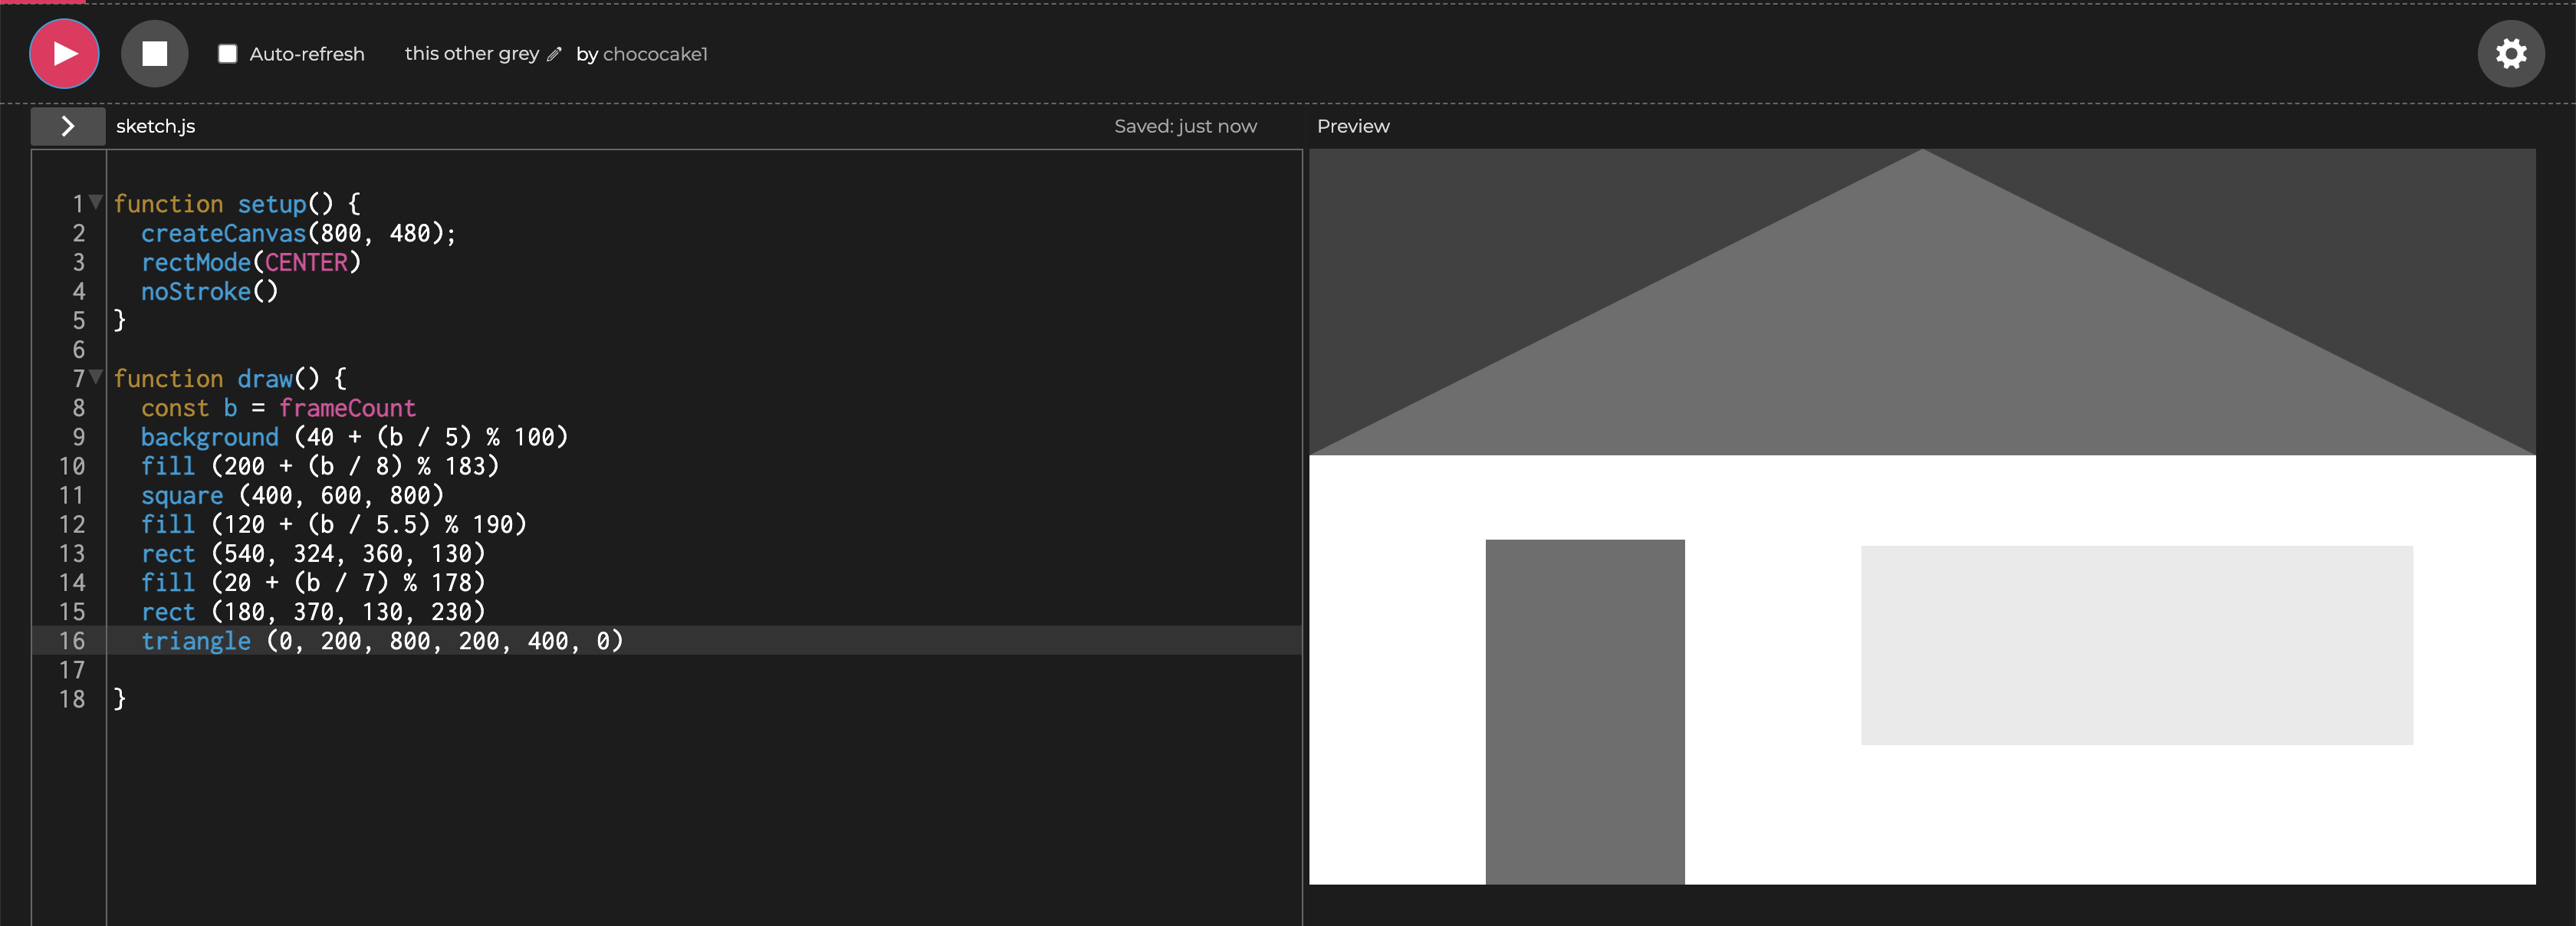 Auto-refresh this other grey by chococake1
sketch.js Saved: just now Preview
1 function setup() {
2 createCanvas(800, 480);
3 rectMode(CENTER)
4 noStroke()
5 }
6
7 function draw() {
8 const b = frameCount
9 background (40 + (b / 5) % 100)
10 fill (200 + (b / 8) % 183)
11 square (400, 600, 800)
12 fill (120 + (b / 5.5) % 190)
13 rect (540, 324, 360, 130)
14 fill (20 + (b / 7) % 178)
15 rect (180, 370, 130, 230)
16 triangle (0, 200, 800, 200, 400, 0)
17
18 }